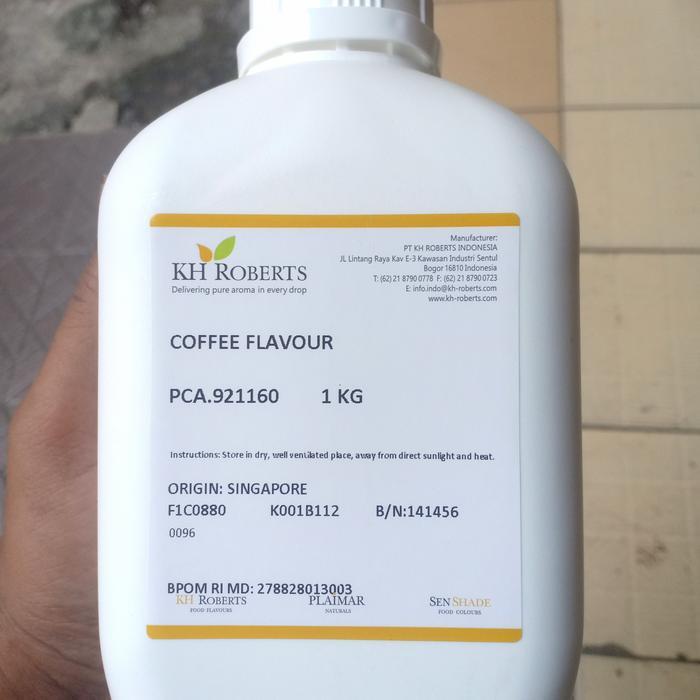 KH ROBERTS
Delivering pure aroma in every drop
Manufacturer:
PT KH ROBERTS INDONESIA
JL Lintang Raya Kav E-3 Kawasan Industri Sentul
Bogor 16810 Indonesia
T: (62) 21 8790 0778 F: (62) 21 8790 0723
E: info.indo@kh-roberts.com
www.kh-roberts.com
COFFEE FLAVOUR
PCA.921160 1 KG
Instructions: Store in dry, well ventilated place, away from direct sunlight and heat.
ORIGIN: SINGAPORE
F1C0880 K001B112 B/N:141456
0096
BPOM RI MD: 278828013003
KH ROBERTS PLAIMAR SENSHADE
FOOD FLAVOURS NATURALS FOOD COLOURS